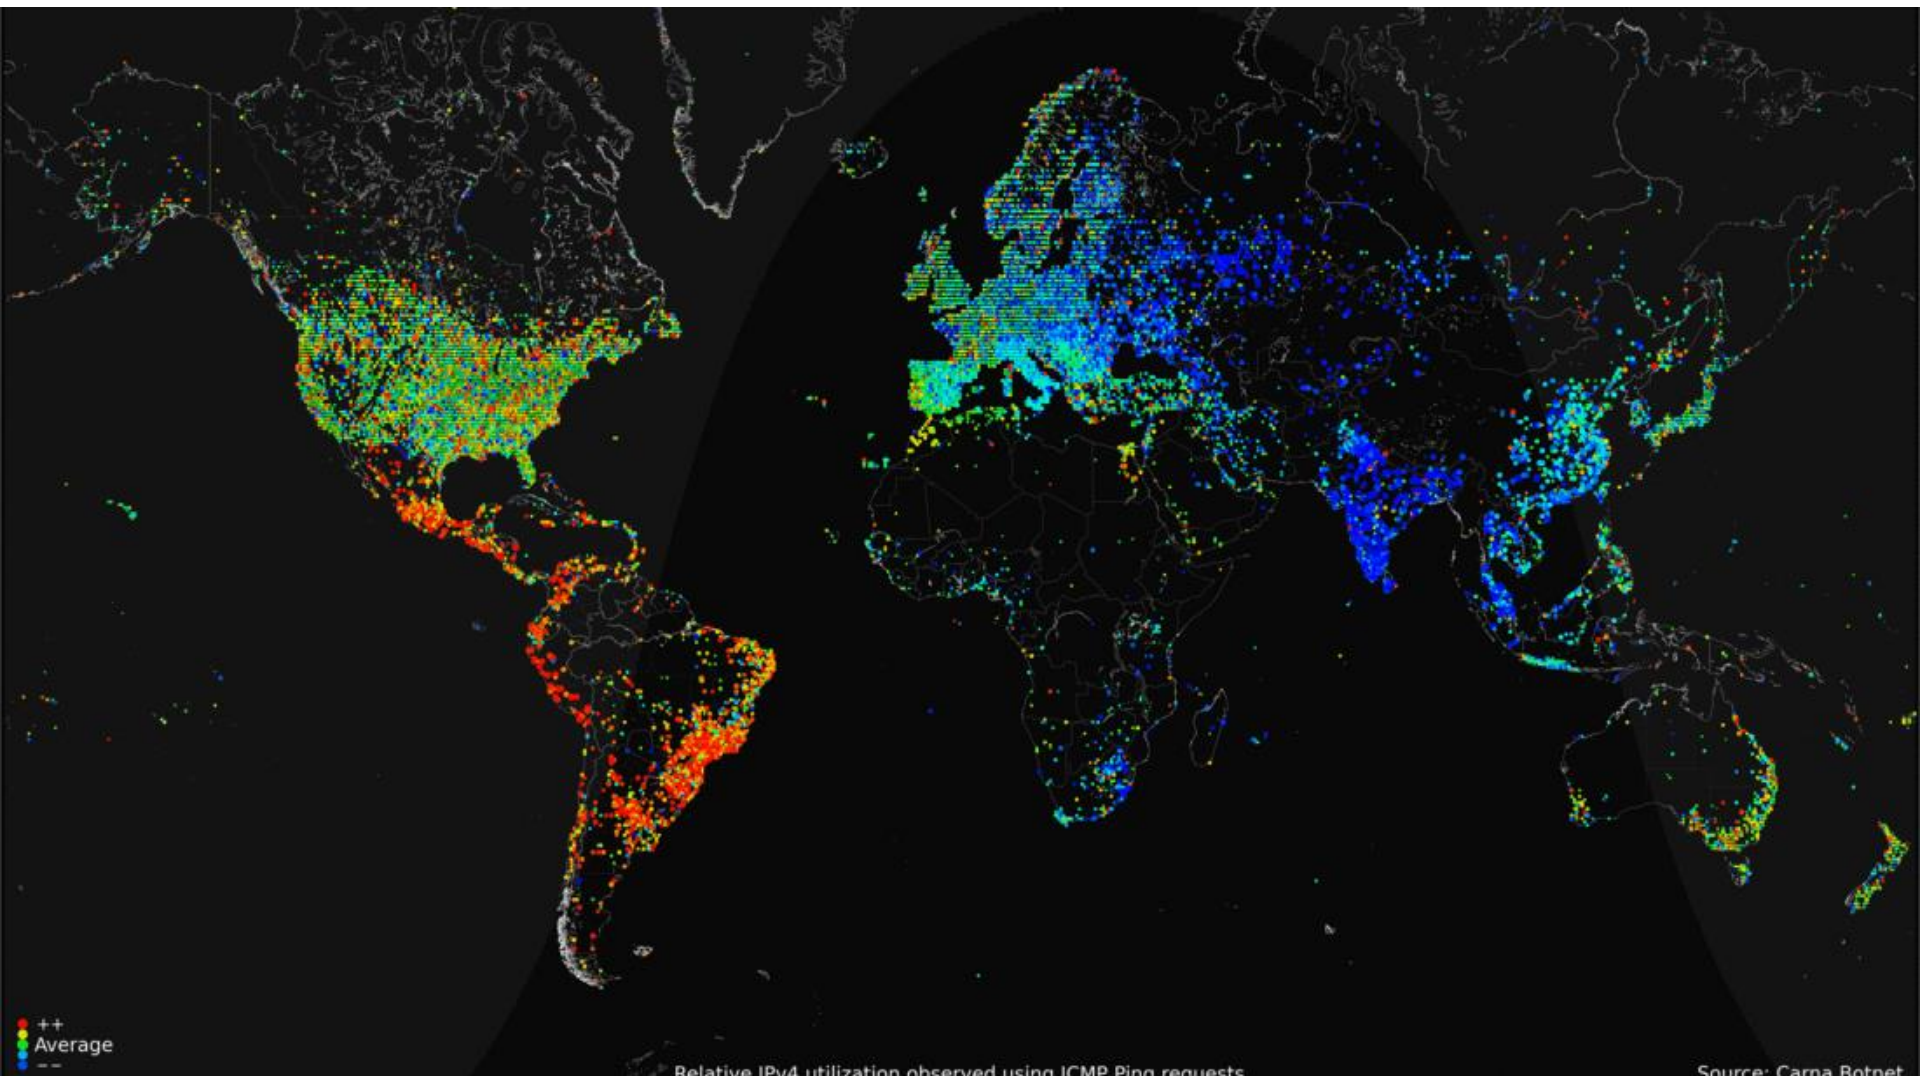 ++
Average
--
Relative IPv4 utilization observed using ICMP Ping requests
Source: Carna Botnet